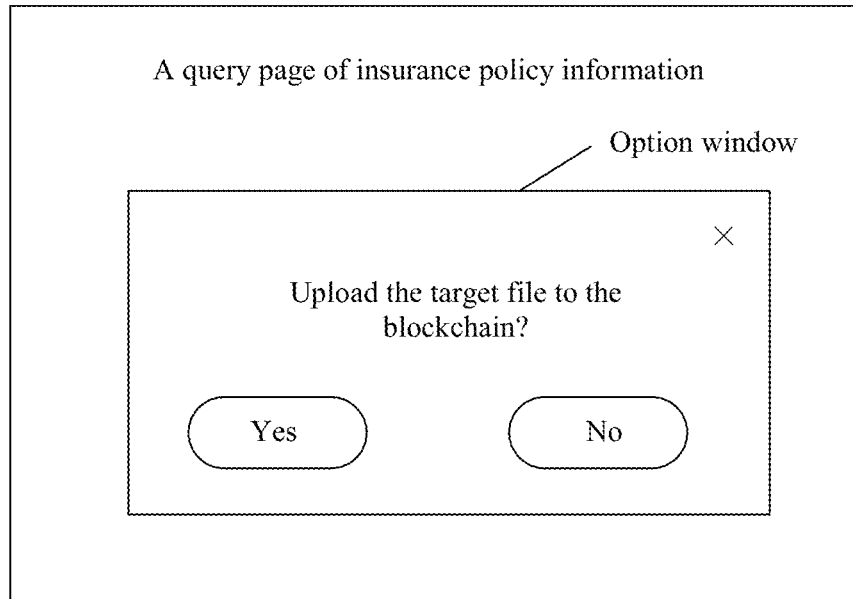 A query page of insurance policy information
Option window
×
Upload the target file to the
blockchain?
Yes
No